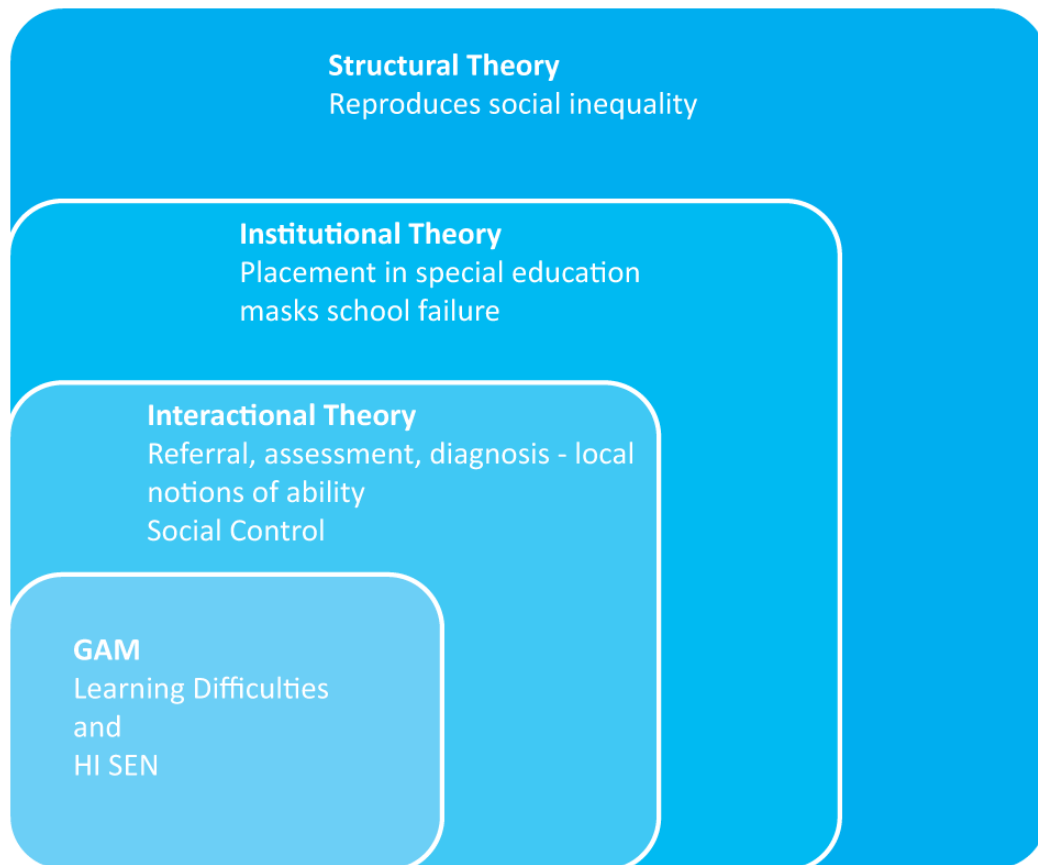 Structural Theory
Reproduces social inequality
Institutional Theory
Placement in special education
masks school failure
Interactional Theory
Referral, assessment, diagnosis - local
notions of ability
Social Control
GAM
Learning Difficulties
and
HI SEN